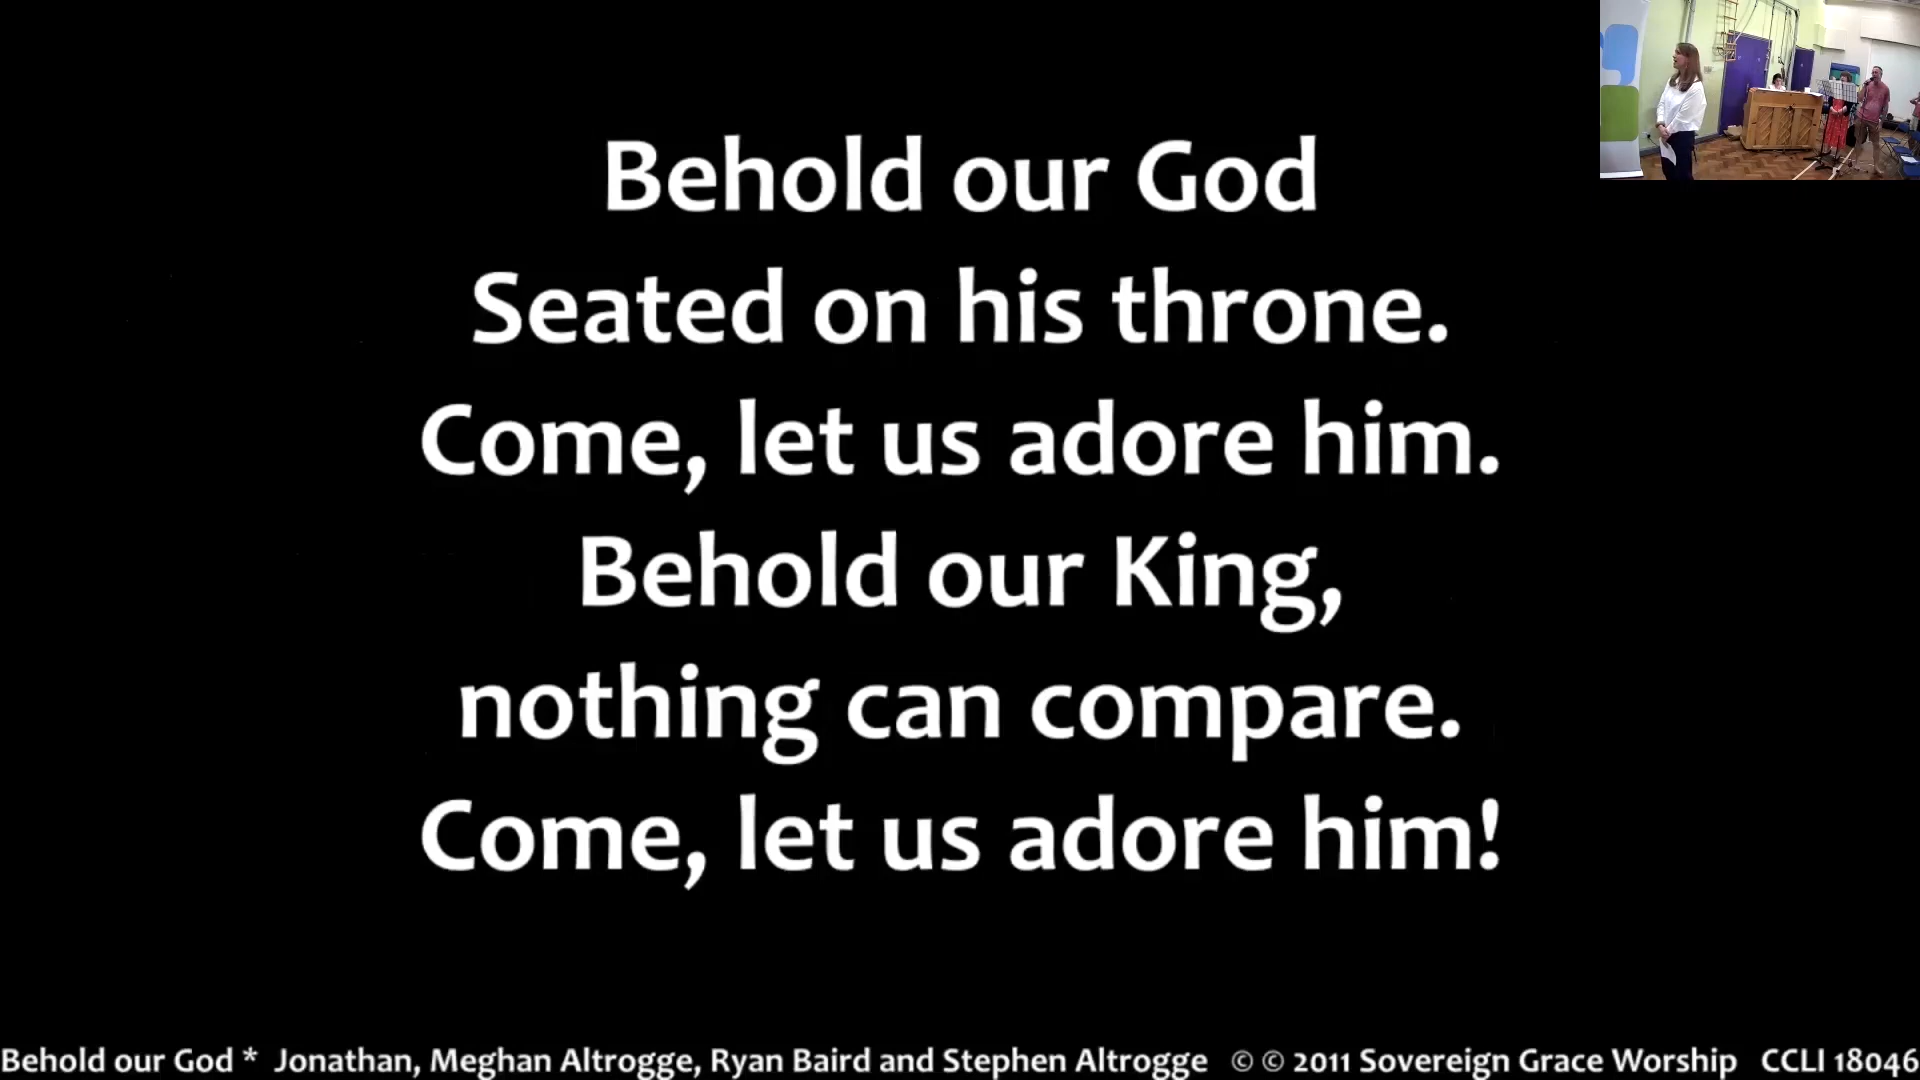 Behold our God
Seated on his throne.
Come, let us adore him.
Behold our King,
nothing can compare.
Come, let us adore him!
Behold our God * Jonathan, Meghan Altrogge, Ryan Baird and Stephen Altrogge © © 2011 Sovereign Grace Worship CCLI 18046